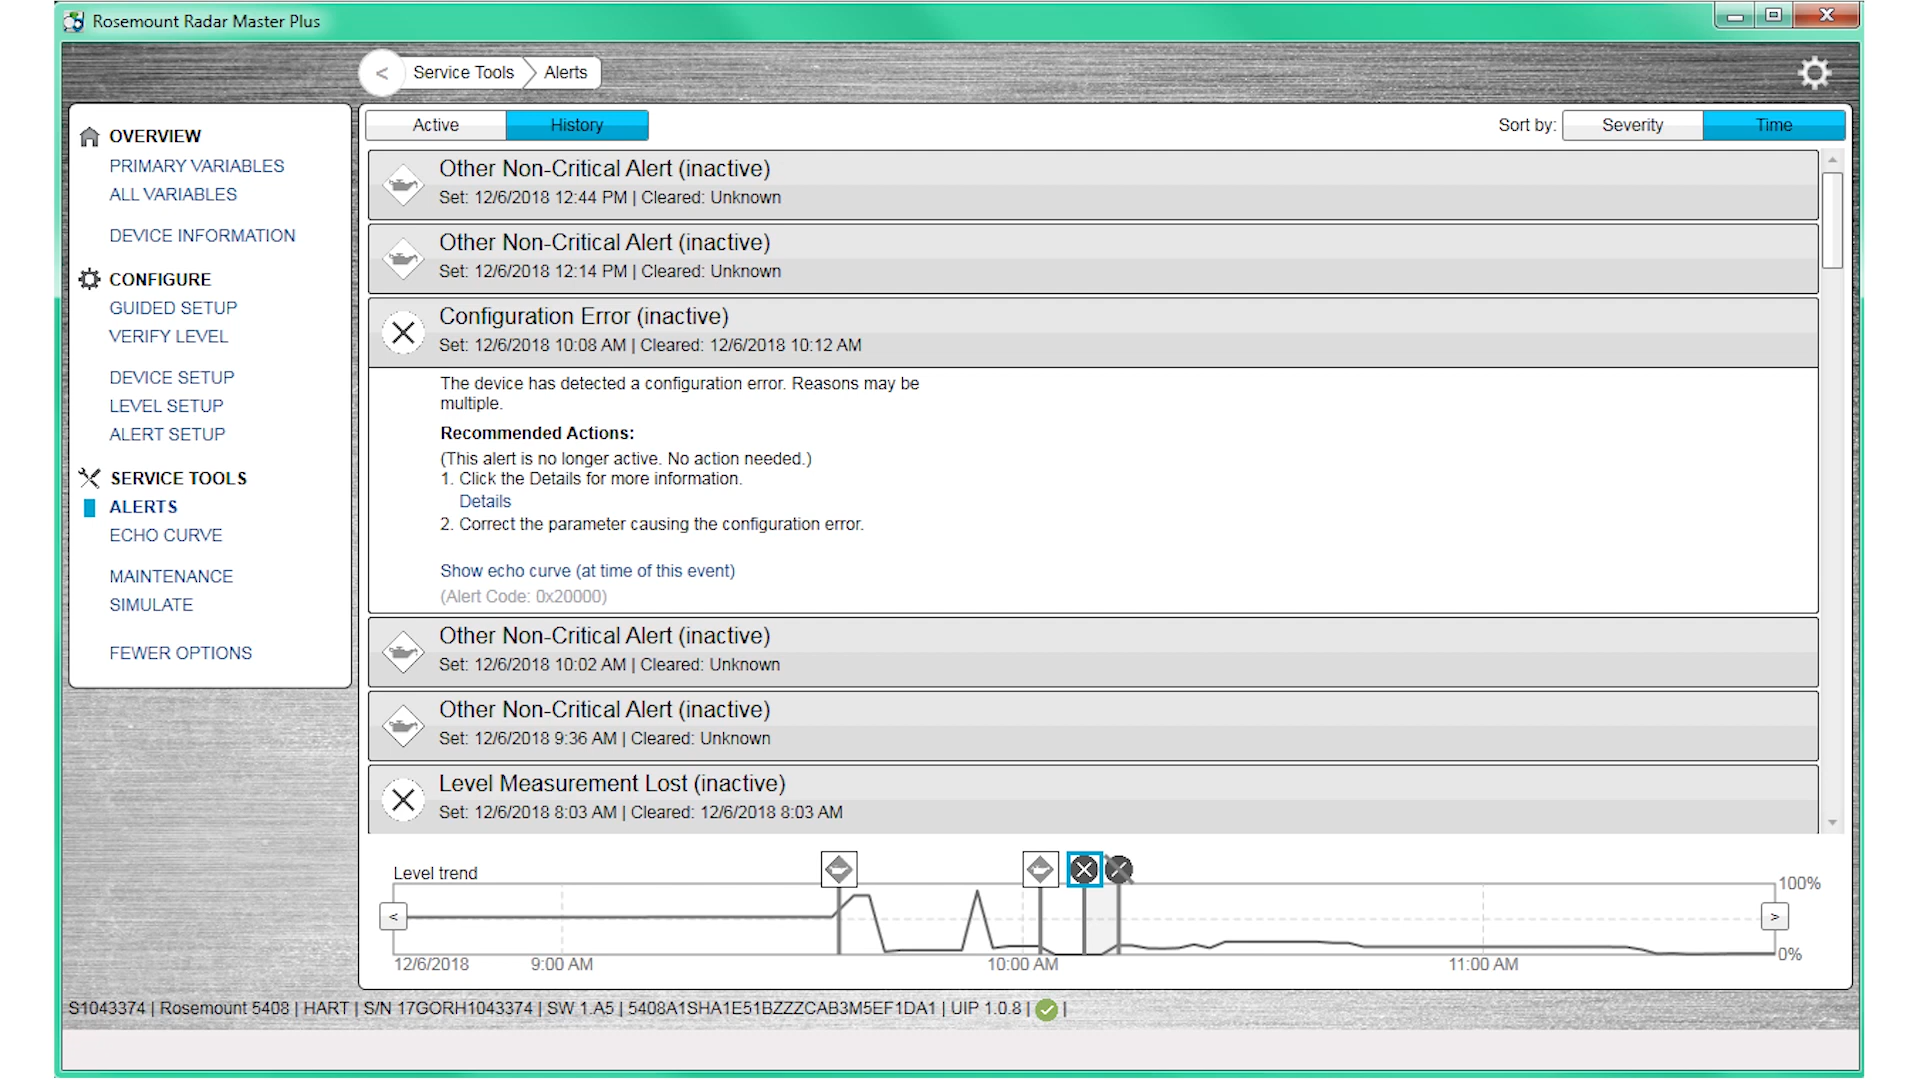 Rosemount Radar Master Plus
< Service Tools Alerts
OVERVIEW
PRIMARY VARIABLES
ALL VARIABLES
DEVICE INFORMATION
CONFIGURE
GUIDED SETUP
VERIFY LEVEL
DEVICE SETUP
LEVEL SETUP
ALERT SETUP
SERVICE TOOLS
ALERTS
ECHO CURVE
MAINTENANCE
SIMULATE
FEWER OPTIONS
Active History Sort by: Severity Time
Other Non-Critical Alert (inactive)
Set: 12/6/2018 12:44 PM | Cleared: Unknown
Other Non-Critical Alert (inactive)
Set: 12/6/2018 12:14 PM | Cleared: Unknown
Configuration Error (inactive)
Set: 12/6/2018 10:08 AM | Cleared: 12/6/2018 10:12 AM
The device has detected a configuration error. Reasons may be
multiple.
Recommended Actions:
(This alert is no longer active. No action needed.)
1. Click the Details for more information.
Details
2. Correct the parameter causing the configuration error.
Show echo curve (at time of this event)
(Alert Code: 0x20000)
Other Non-Critical Alert (inactive)
Set: 12/6/2018 10:02 AM | Cleared: Unknown
Other Non-Critical Alert (inactive)
Set: 12/6/2018 9:36 AM | Cleared: Unknown
Level Measurement Lost (inactive)
Set: 12/6/2018 8:03 AM | Cleared: 12/6/2018 8:03 AM
Level trend
100%
< >
0%
12/6/2018 9:00 AM 10:00 AM 11:00 AM
S1043374 | Rosemount 5408 | HART | S/N 17GORH1043374 | SW 1.A5 | 5408A1SHA1E51BZZZCAB3M5EF1DA1 | UIP 1.0.8 | |